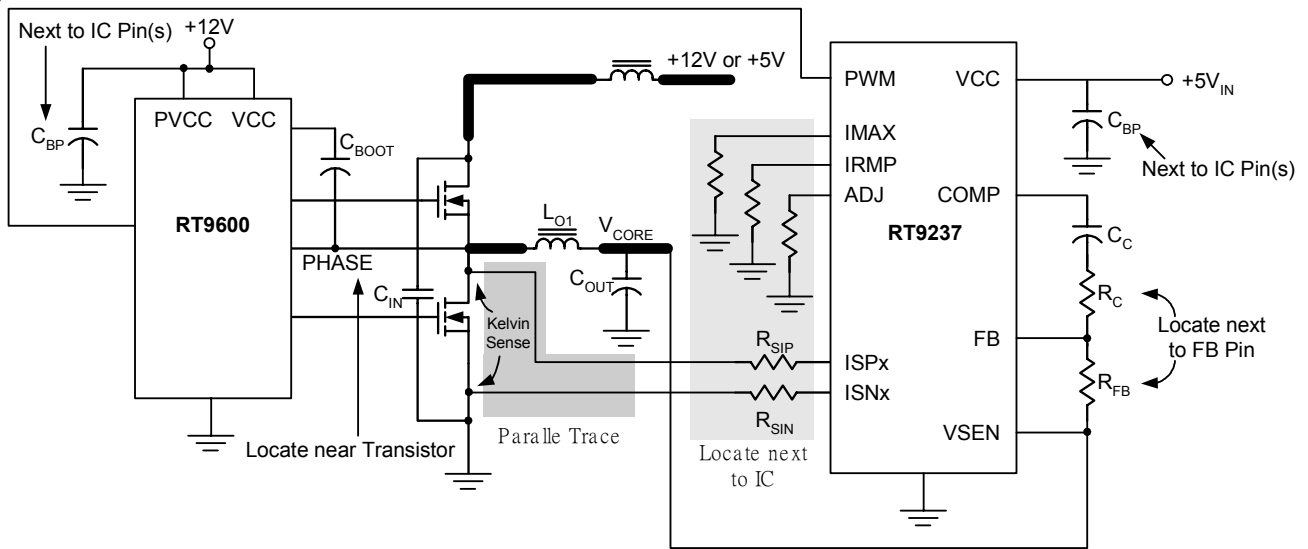 Next to IC Pin(s)
+12V
+12V or +5V
PWM
VCC
+5VIN
PVCC
VCC
CBP
CBOOT
IMAX
CBP
Next to IC Pin(s)
IRMP
ADJ
COMP
RT9600
RT9237
LO1
VCORE
CC
PHASE
CIN
COUT
RC
Kelvin
Sense
Locate next
to FB Pin
FB
RSIP
ISPx
RFB
ISNx
RSIN
VSEN
Locate near Transistor
Paralle Trace
Locate next
to IC